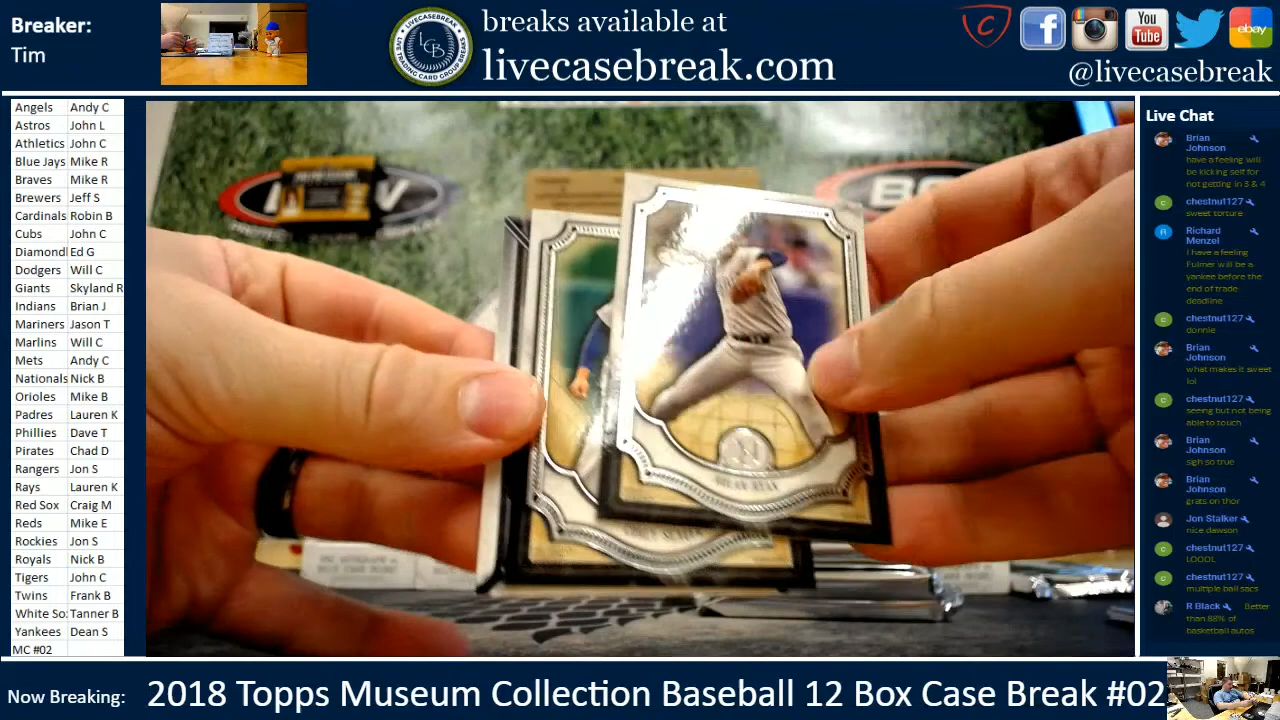 Breaker:
Tim
LCB
breaks available at
livecasebreak.com
You
Tube
ebay
@livecasebreak
Angels Andy C
Astros John L
Athletics John C
Blue Jays Mike R
Braves Mike R
Brewers Jeff S
Cardinals Robin B
Cubs John C
Diamond Ed G
Dodgers Will C
Giants Skyland R
Indians Brian J
Mariners Jason T
Marlins Will C
Mets Andy C
Nationals Nick B
Orioles Mike B
Padres Lauren K
Phillies Dave T
Pirates Chad D
Rangers Jon S
Rays Lauren K
Red Sox Craig M
Reds Mike E
Rockies Jon S
Royals Nick B
Tigers John C
Twins Frank B
White So Tanner B
Yankees Dean S
MC #02
Live Chat
Brian
Johnson
have a feeling will
be kicking self for
not getting in 3 & 4
chestnut127
sweet torture
Richard
Menzel
I have a feeling
Fulmer will be a
yankee before the
end of trade
deadline
chestnut127
donnie
Brian
Johnson
what makes it sweet
lol
chestnut127
seeing but not being
able to touch
Brian
Johnson
sigh so true
Brian
Johnson
grats on thor
Jon Stalker
nice dawson
chestnut127
LOOOL
chestnut127
multiple ball sacs
R Black Better
than 88% of
basketball autos
Now Breaking: 2018 Topps Museum Collection Baseball 12 Box Case Break #02